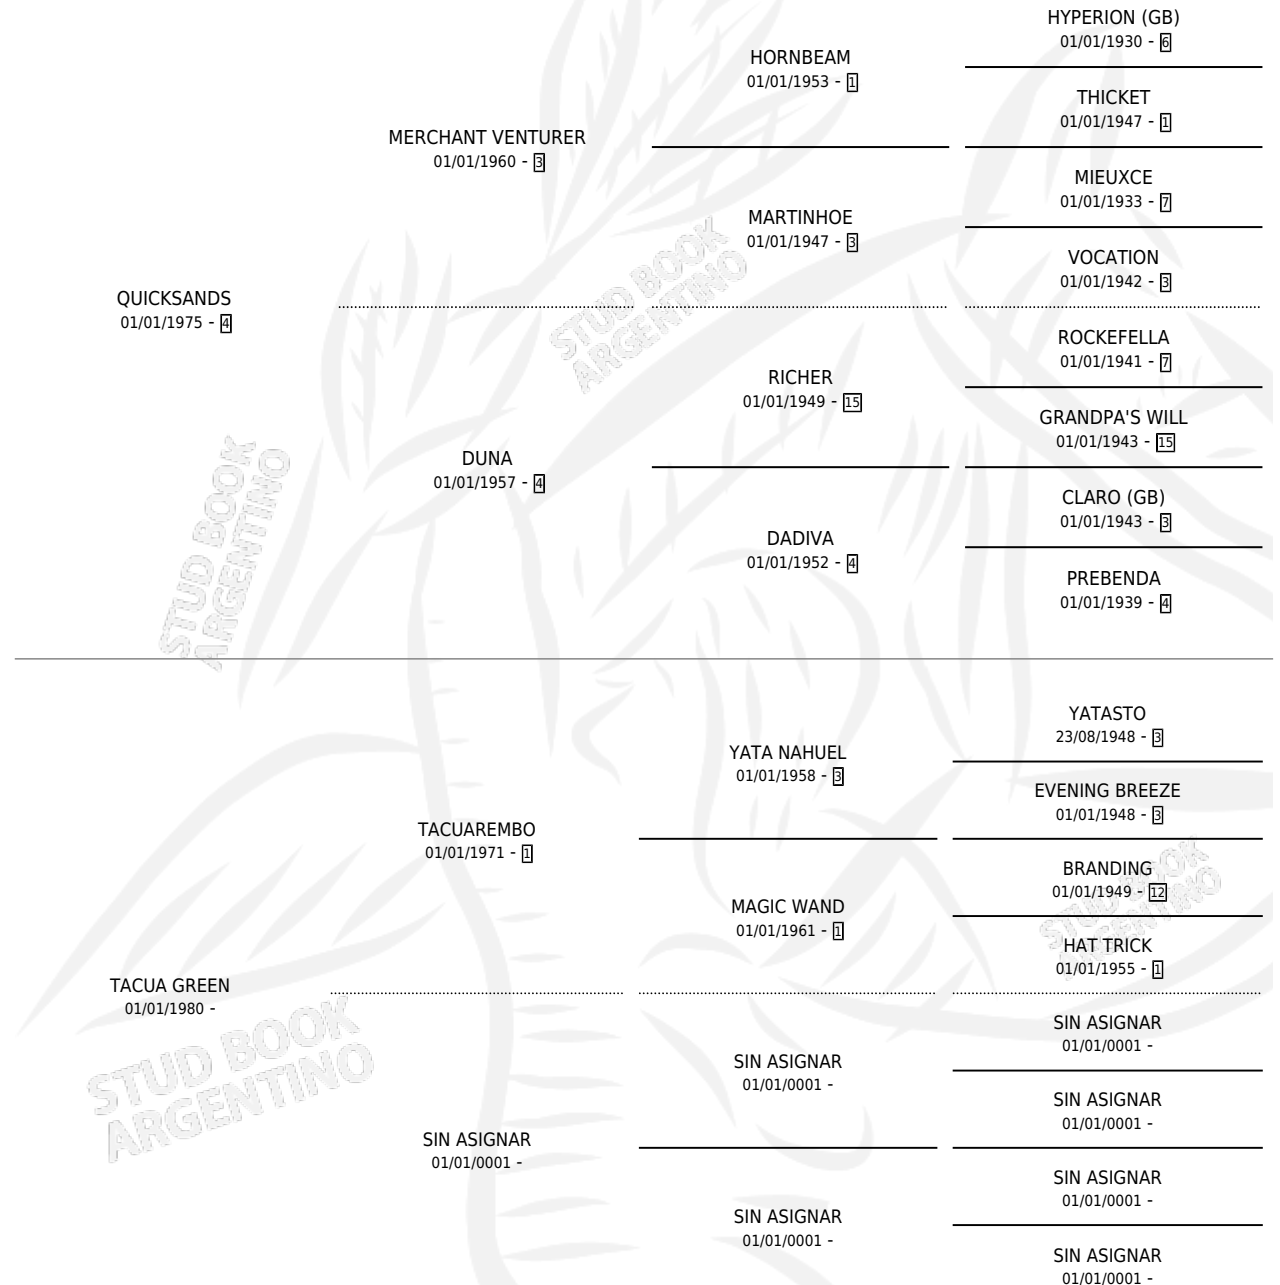 HYPERION (GB)
01/01/1930 - 6
HORNBEAM
01/01/1953 - 1
THICKET
01/01/1947 - 1
MERCHANT VENTURER
01/01/1960 - 3
MIEUXCE
01/01/1933 - 7
MARTINHOE
01/01/1947 - 3
VOCATION
01/01/1942 - 3
QUICKSANDS
01/01/1975 - 4
ROCKEFELLA
01/01/1941 - 7
RICHER
01/01/1949 - 15
GRANDPA'S WILL
01/01/1943 - 15
DUNA
01/01/1957 - 4
CLARO (GB)
01/01/1943 - 3
DADIVA
01/01/1952 - 4
PREBENDA
01/01/1939 - 4
YATASTO
23/08/1948 - 3
YATA NAHUEL
01/01/1958 - 3
EVENING BREEZE
01/01/1948 - 3
TACUAREMBO
01/01/1971 - 1
BRANDING
01/01/1949 - 12
MAGIC WAND
01/01/1961 - 1
HAT TRICK
01/01/1955 - 1
TACUA GREEN
01/01/1980 -
SIN ASIGNAR
01/01/0001 -
SIN ASIGNAR
01/01/0001 -
SIN ASIGNAR
01/01/0001 -
SIN ASIGNAR
01/01/0001 -
SIN ASIGNAR
01/01/0001 -
SIN ASIGNAR
01/01/0001 -
SIN ASIGNAR
01/01/0001 -
STUD BOOK
ARGENTINO
STUD BOOK
ARGENTINO
STUD BOOK
ARGENTINO
STUD BOOK
ARGENTINO